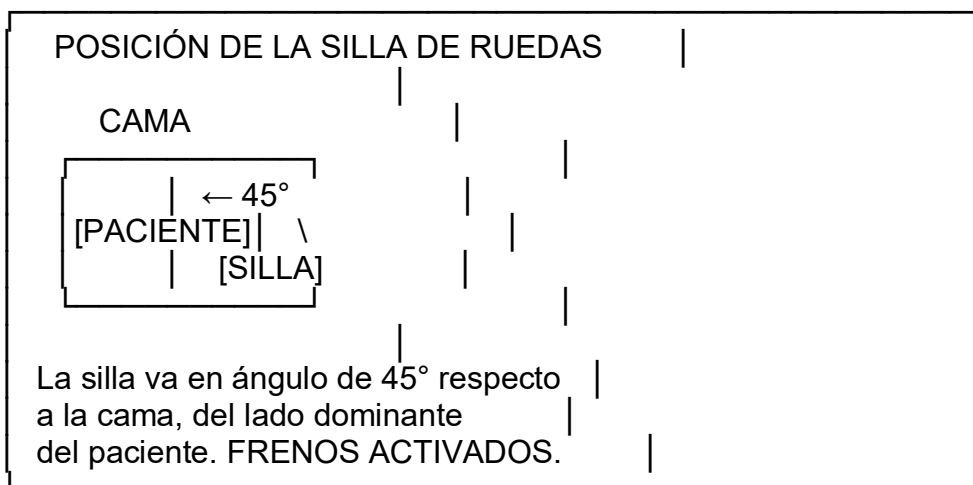 POSICIÓN DE LA SILLA DE RUEDAS
CAMA
← 45°
[PACIENTE] \
[SILLA]
La silla va en ángulo de 45° respecto
a la cama, del lado dominante
del paciente. FRENOS ACTIVADOS.